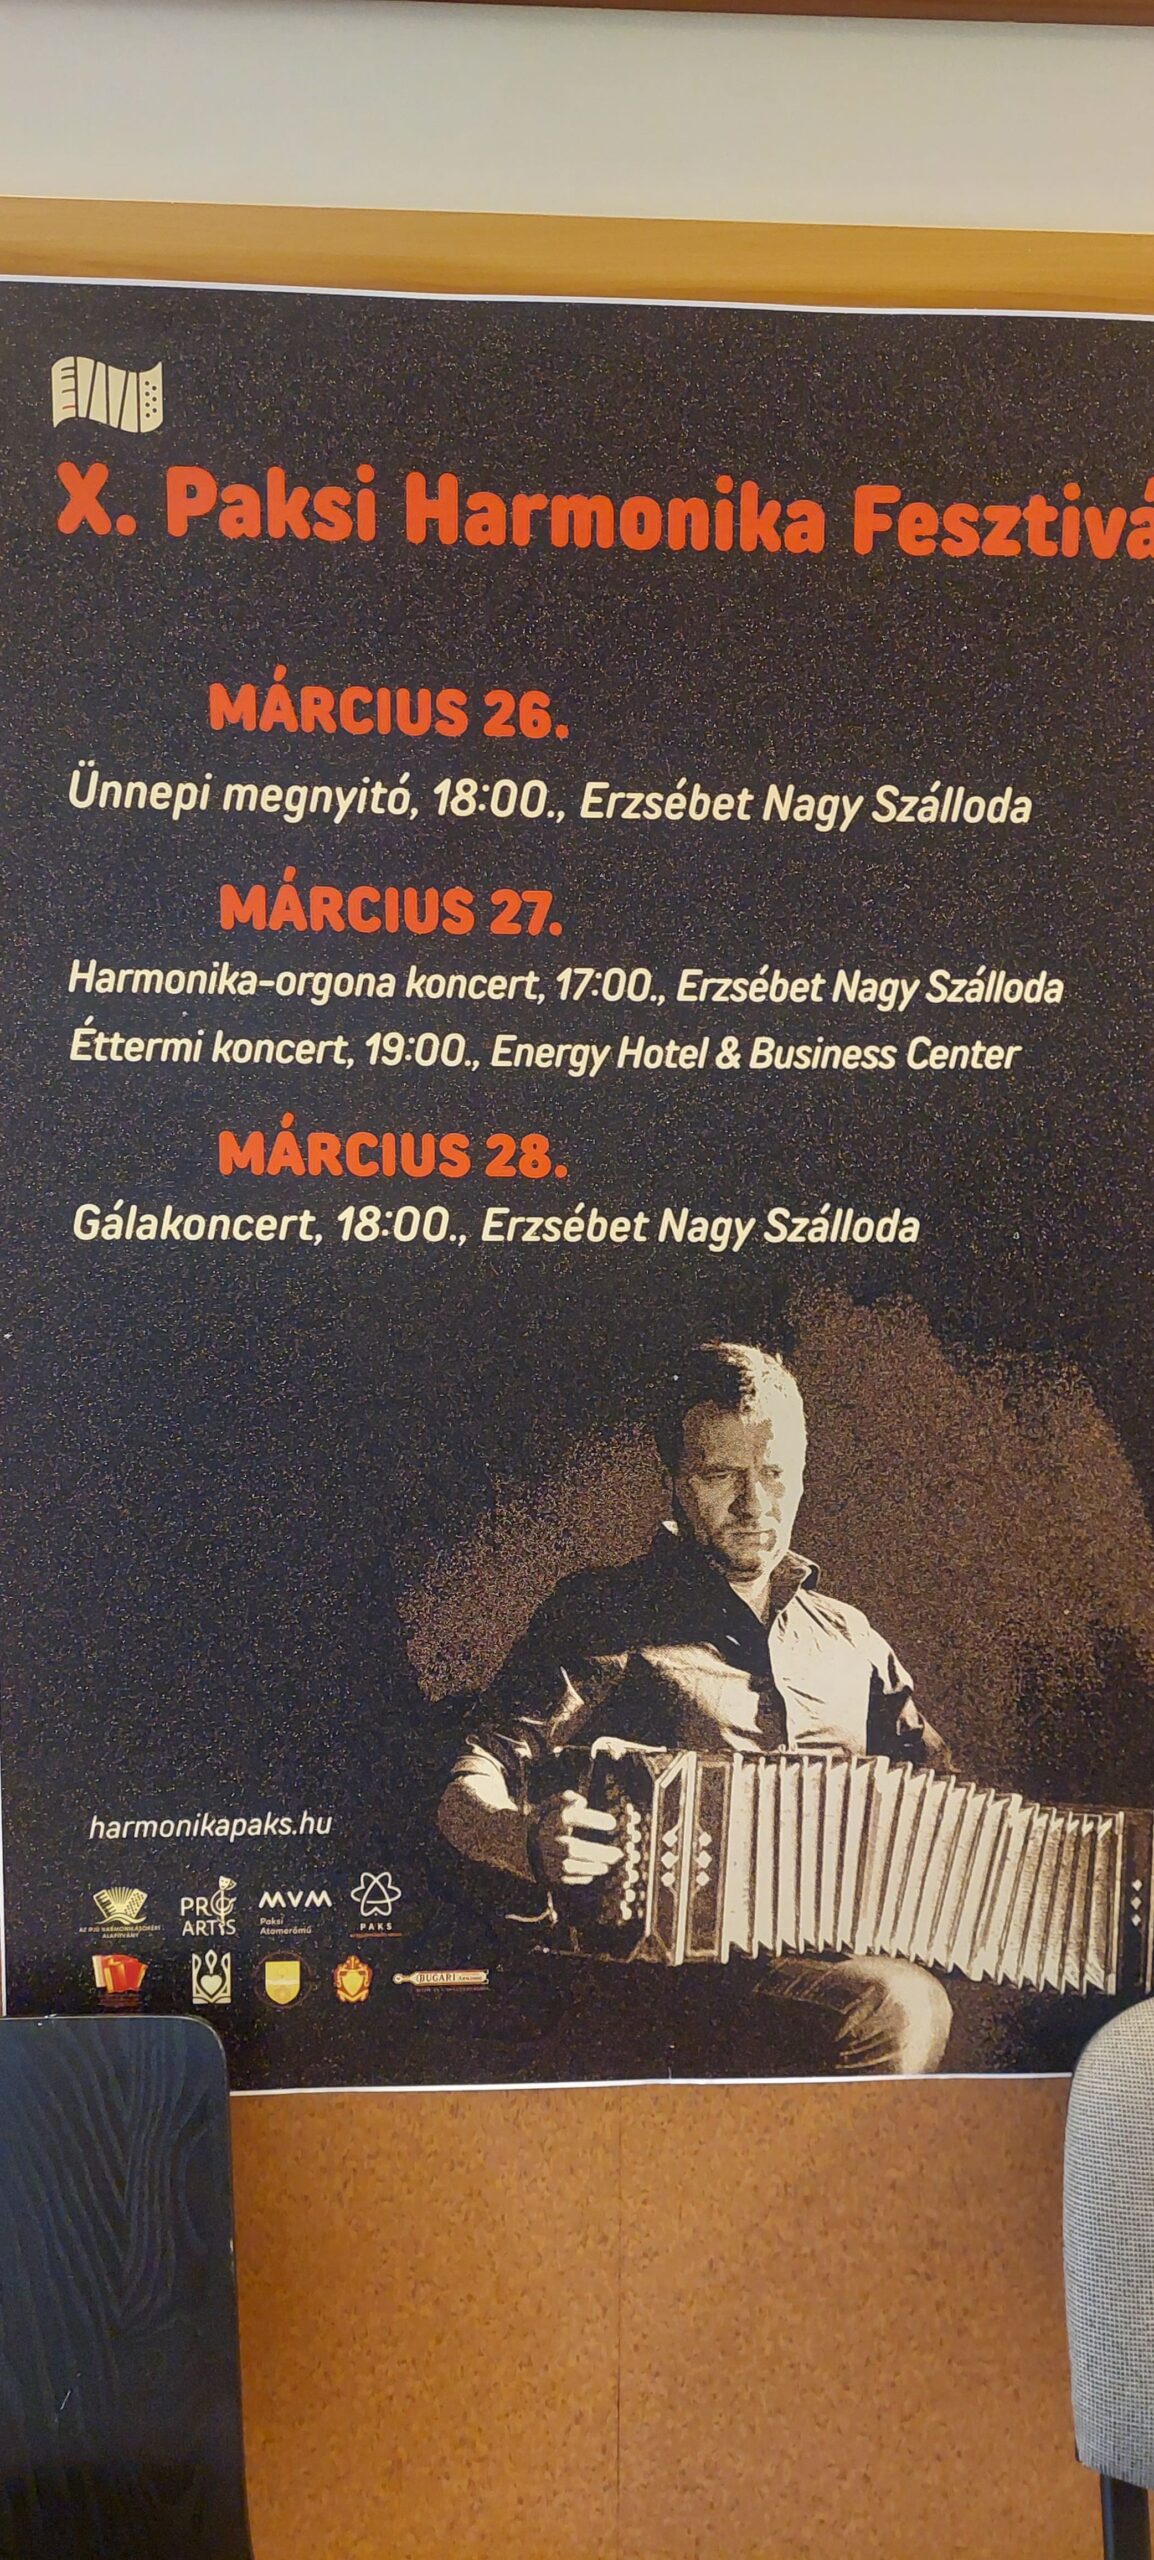 X. Paksi Harmonika Fesztivá
MÁRCIUS 26.
Ünnepi megnyitó, 18:00., Erzsébet Nagy Szálloda
MÁRCIUS 27.
Harmonika-orgona koncert, 17:00., Erzsébet Nagy Szálloda
Éttermi koncert, 19:00., Energy Hotel & Business Center
MÁRCIUS 28.
Gálakoncert, 18:00., Erzsébet Nagy Szálloda
harmonikapaks.hu
PRO ARTIS
MVM
Paksi
Atomerőmű
PAKS
ALAPÍTVÁNY
BUGARI